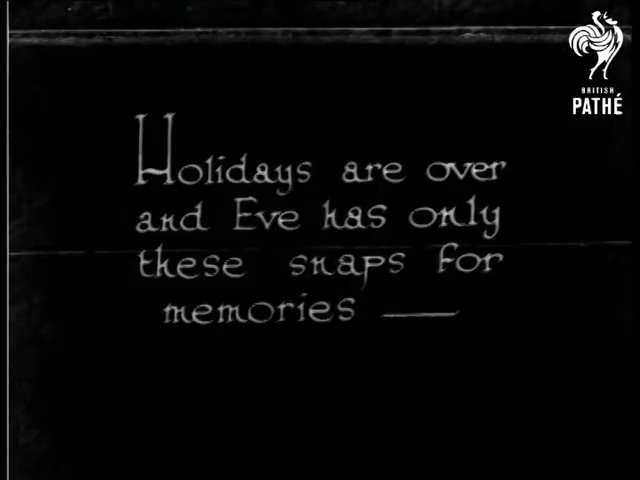 BRITISH
PATHÉ
Holidays are over
and Eve has only
these snaps for
memories —